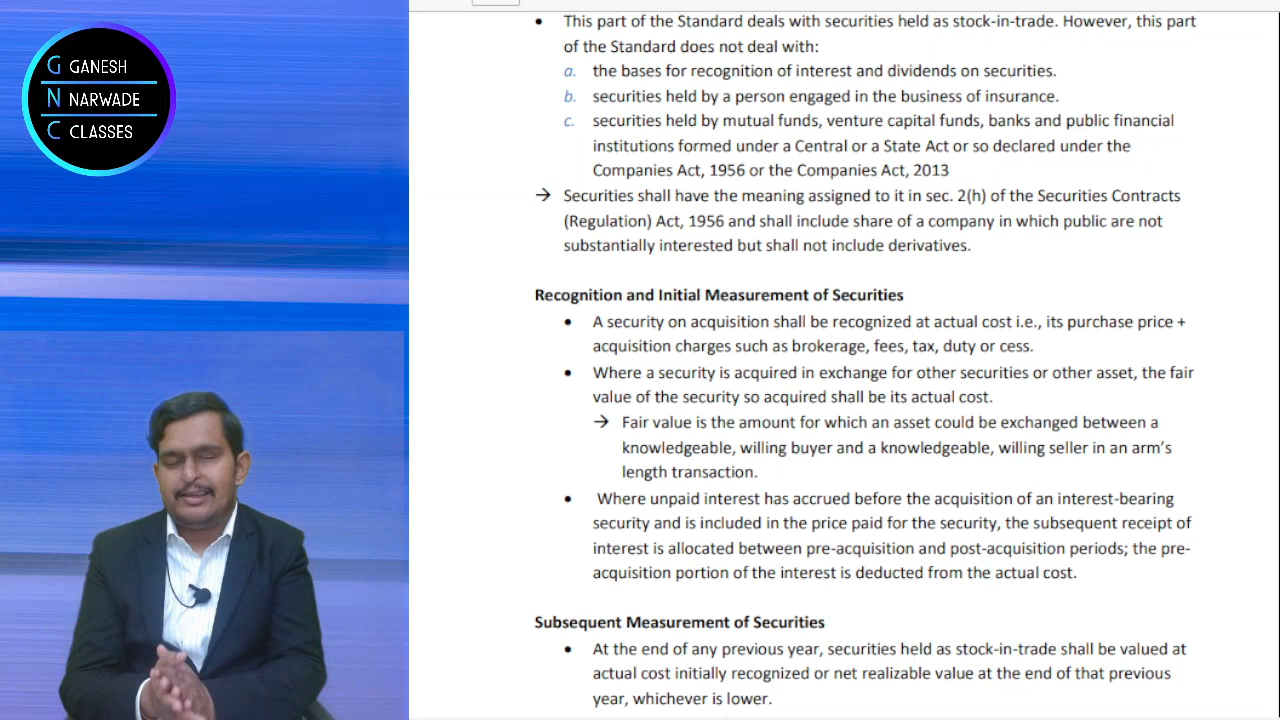 G GANESH
N NARWADE
C CLASSES
• This part of the Standard deals with securities held as stock-in-trade. However, this part
of the Standard does not deal with:
a. the bases for recognition of interest and dividends on securities.
b. securities held by a person engaged in the business of insurance.
c. securities held by mutual funds, venture capital funds, banks and public financial
institutions formed under a Central or a State Act or so declared under the
Companies Act, 1956 or the Companies Act, 2013
→ Securities shall have the meaning assigned to it in sec. 2(h) of the Securities Contracts
(Regulation) Act, 1956 and shall include share of a company in which public are not
substantially interested but shall not include derivatives.
Recognition and Initial Measurement of Securities
• A security on acquisition shall be recognized at actual cost i.e., its purchase price +
acquisition charges such as brokerage, fees, tax, duty or cess.
• Where a security is acquired in exchange for other securities or other asset, the fair
value of the security so acquired shall be its actual cost.
→ Fair value is the amount for which an asset could be exchanged between a
knowledgeable, willing buyer and a knowledgeable, willing seller in an arm’s
length transaction.
• Where unpaid interest has accrued before the acquisition of an interest-bearing
security and is included in the price paid for the security, the subsequent receipt of
interest is allocated between pre-acquisition and post-acquisition periods; the pre-
acquisition portion of the interest is deducted from the actual cost.
Subsequent Measurement of Securities
• At the end of any previous year, securities held as stock-in-trade shall be valued at
actual cost initially recognized or net realizable value at the end of that previous
year, whichever is lower.